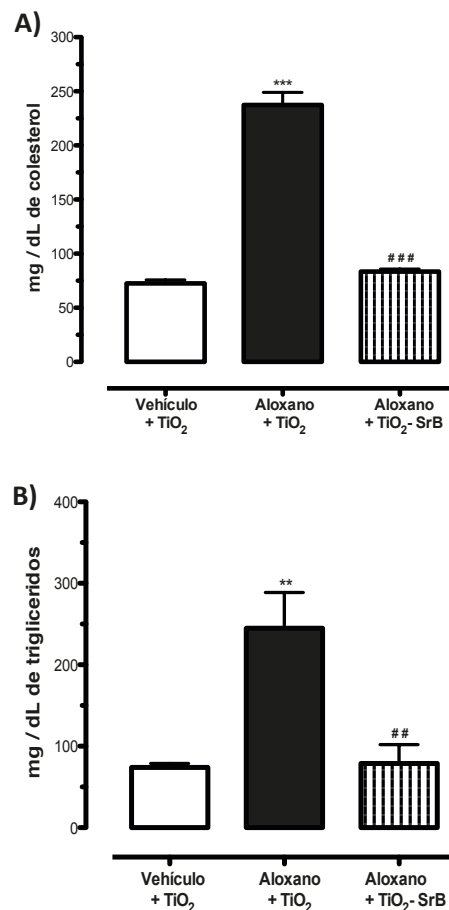 A)
mg / dL de colesterol
300
250
200
150
100
50
0
***
# # #
Vehículo
+ TiO2
Aloxano
+ TiO2
Aloxano
+ TiO2- SrB
B)
mg / dL de trigliceridos
400
300
200
100
0
**
# #
Vehículo
+ TiO2
Aloxano
+ TiO2
Aloxano
+ TiO2- SrB